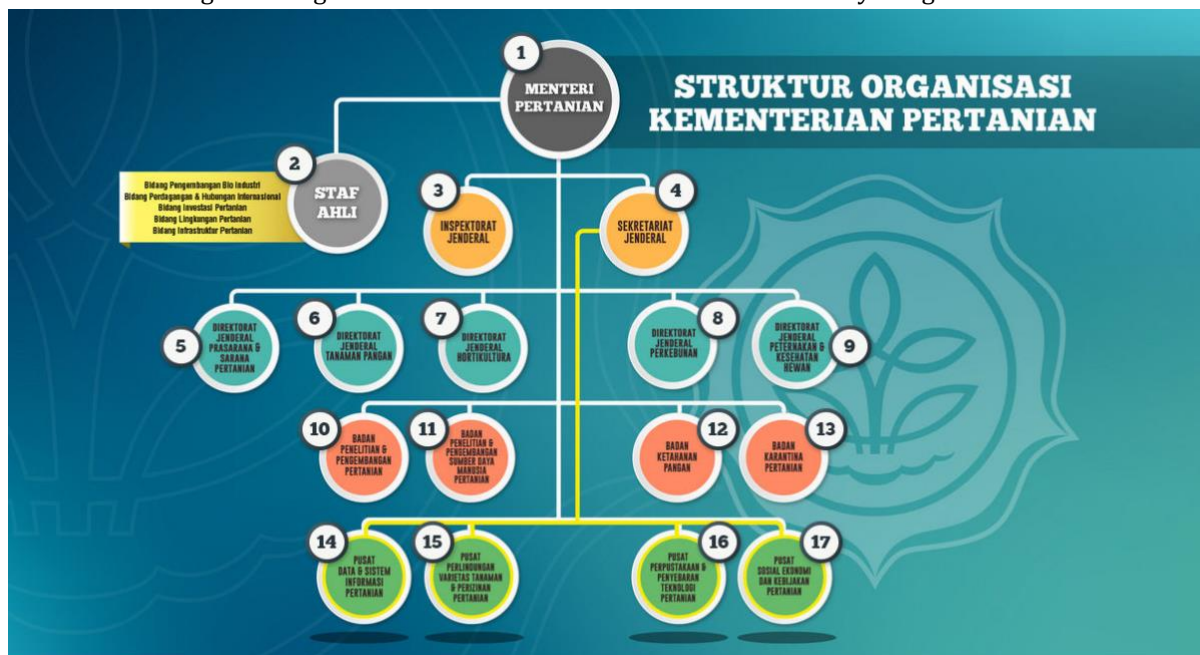 STRUKTUR ORGANISASI
KEMENTERIAN PERTANIAN
1
MENTERI
PERTANIAN
2
STAF
AHLI
Bidang Pengembangan Bio Industri
Bidang Perdagangan & Hubungan Internasional
Bidang Investasi Pertanian
Bidang Lingkungan Pertanian
Bidang Infrastruktur Pertanian
3
INSPEKTORAT
JENDERAL
4
SEKRETARIAT
JENDERAL
5
DIREKTORAT
JENDERAL
PRASARANA &
SARANA
PERTANIAN
6
DIREKTORAT
JENDERAL
TANAMAN PANGAN
7
DIREKTORAT
JENDERAL
HORTIKULTURA
8
DIREKTORAT
JENDERAL
PERKEBUNAN
9
DIREKTORAT
JENDERAL
PETERNAKAN &
KESEHATAN
HEWAN
10
BADAN
PENELITIAN &
PENGEMBANGAN
PERTANIAN
11
BADAN
PENELITIAN &
PENGEMBANGAN
SUMBER DAYA
MANUSIA
PERTANIAN
12
BADAN
KETAHANAN
PANGAN
13
BADAN
KARANTINA
PERTANIAN
14
PUSAT
DATA & SISTEM
INFORMASI
PERTANIAN
15
PUSAT
PERLINDUNGAN
VARIETAS TANAMAN
& PERIZINAN
PERTANIAN
16
PUSAT
PERPUSTAKAAN &
PENYEBARAN
TEKNOLOGI
PERTANIAN
17
PUSAT
SOSIAL EKONOMI
DAN KEBIJAKAN
PERTANIAN